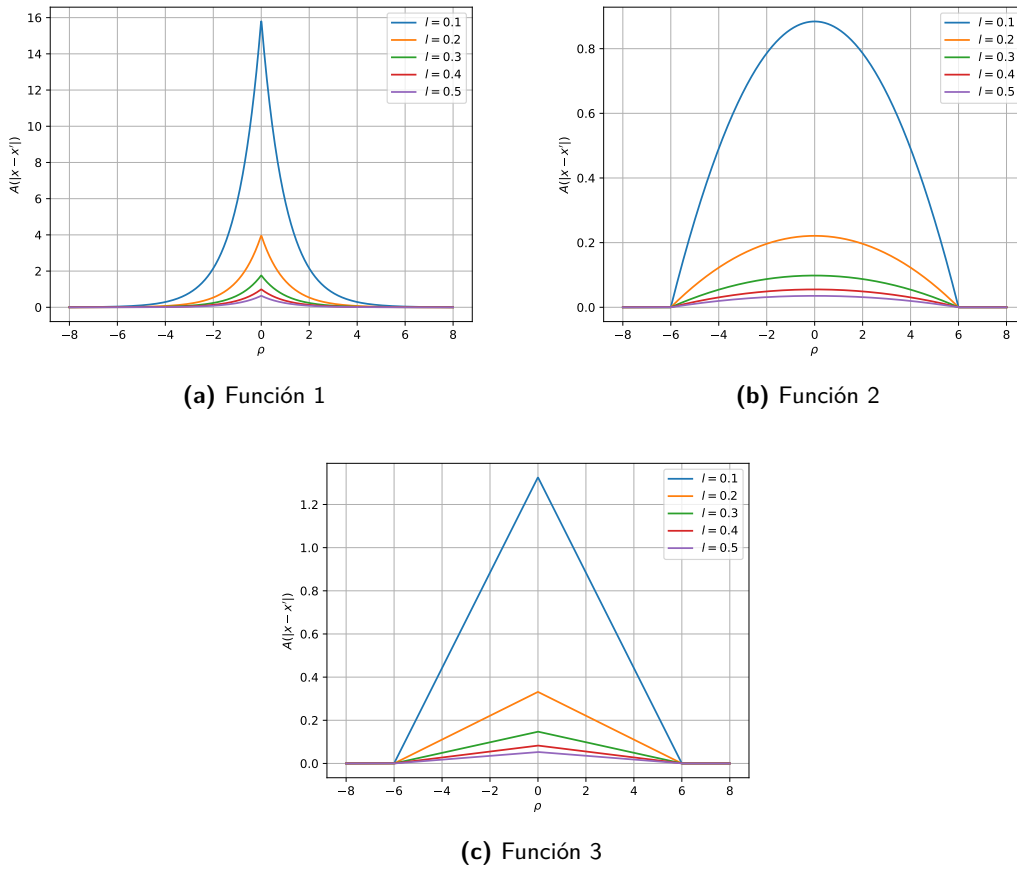 16
14
12
10
8
6
4
2
0
A(|x − x′|)
−8 −6 −4 −2 0 2 4 6 8
ρ
l = 0.1
l = 0.2
l = 0.3
l = 0.4
l = 0.5
(a) Función 1
0.8
0.6
0.4
0.2
0.0
A(|x − x′|)
−8 −6 −4 −2 0 2 4 6 8
ρ
l = 0.1
l = 0.2
l = 0.3
l = 0.4
l = 0.5
(b) Función 2
1.2
1.0
0.8
0.6
0.4
0.2
0.0
A(|x − x′|)
−8 −6 −4 −2 0 2 4 6 8
ρ
l = 0.1
l = 0.2
l = 0.3
l = 0.4
l = 0.5
(c) Función 3